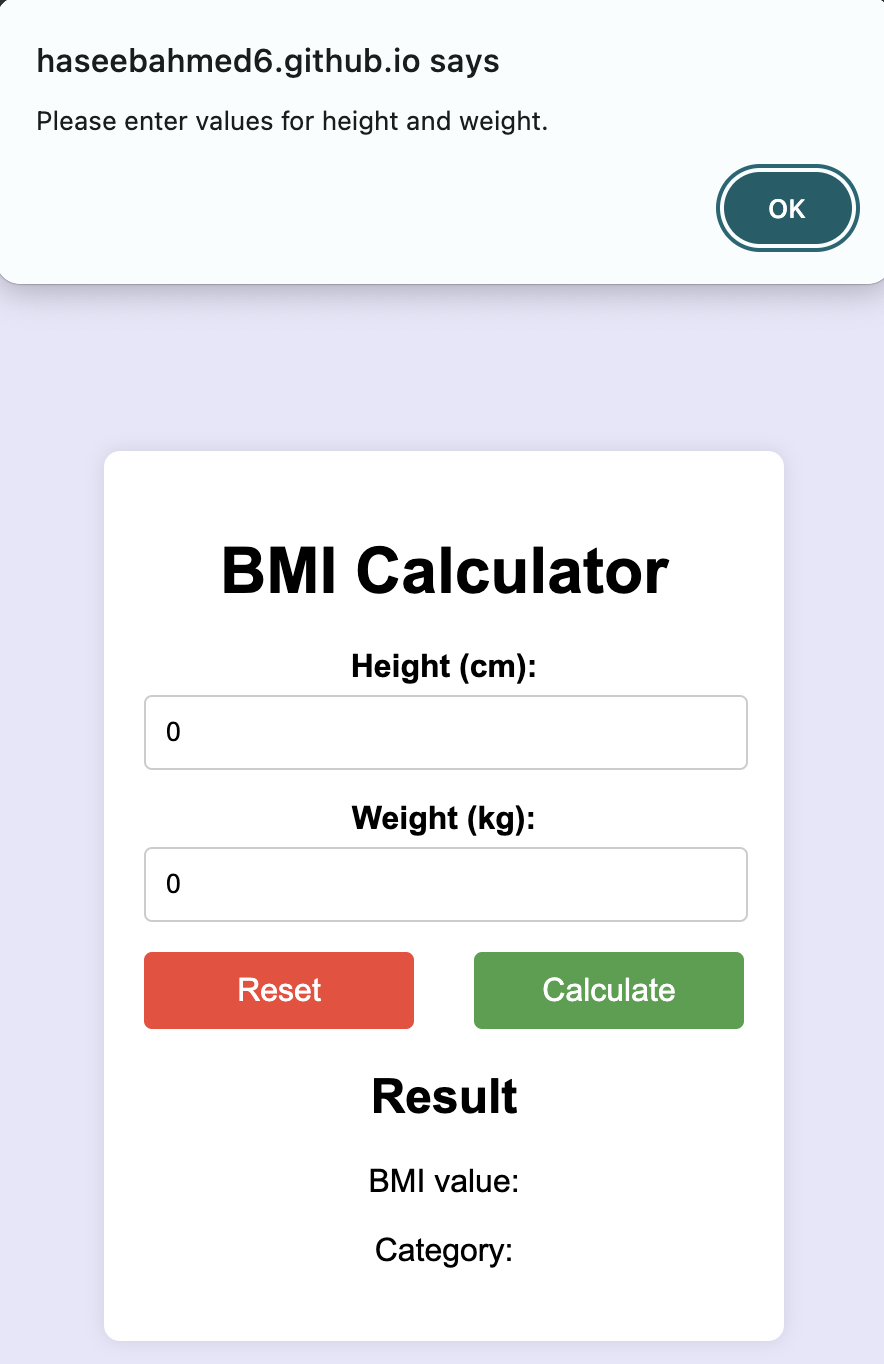 haseebahmed6.github.io says
Please enter values for height and weight.
OK
BMI Calculator
Height (cm):
0
Weight (kg):
0
Reset
Calculate
Result
BMI value:
Category: